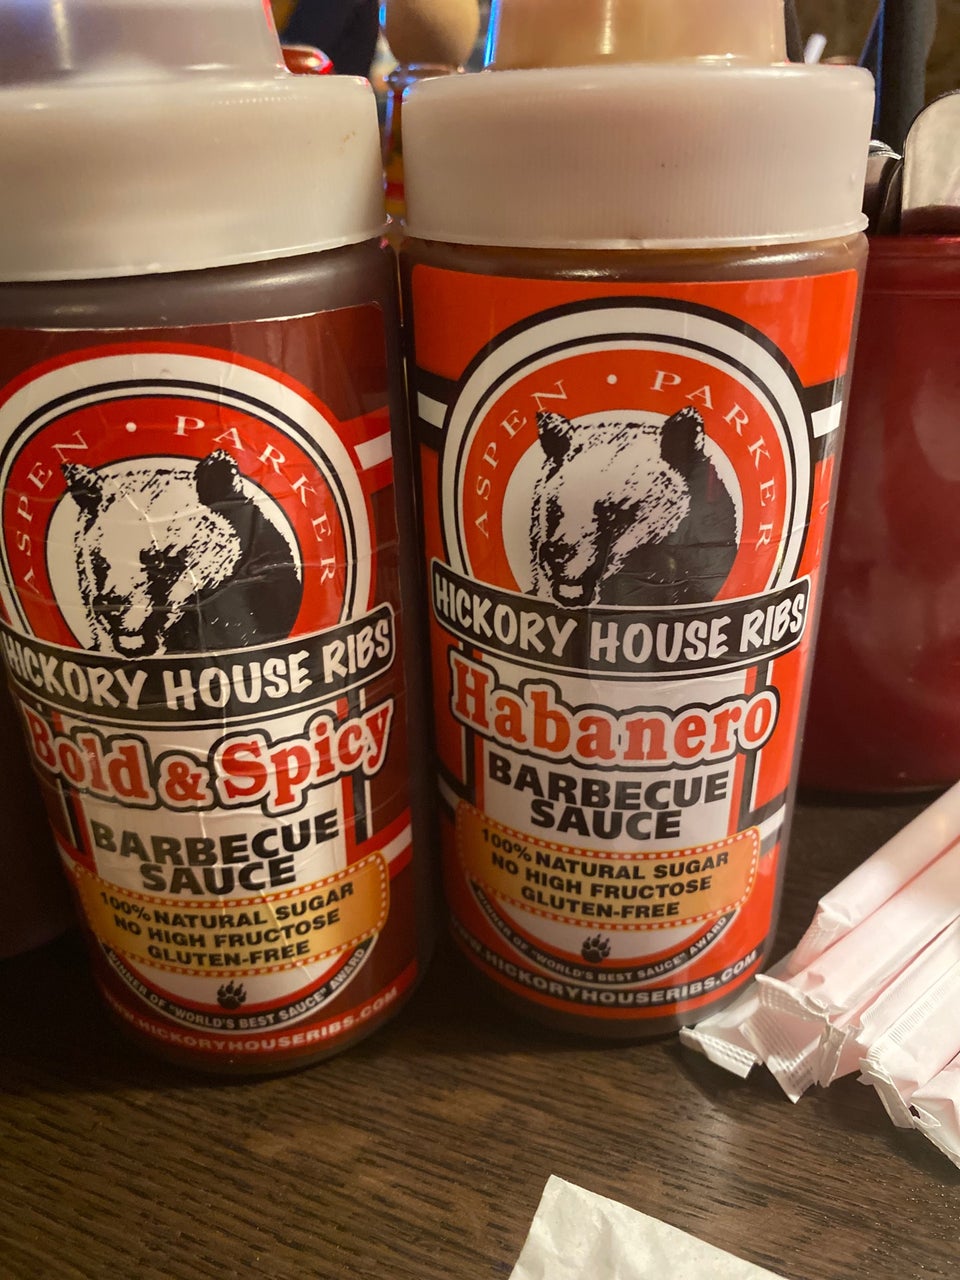 ASPEN • PARKER
HICKORY HOUSE RIBS
Bold & Spicy
BARBECUE
SAUCE
100% NATURAL SUGAR
NO HIGH FRUCTOSE
GLUTEN-FREE
WINNER OF "WORLD'S BEST SAUCE" AWARD
WWW.HICKORYHOUSERIBS.COM
ASPEN • PARKER
HICKORY HOUSE RIBS
Habanero
BARBECUE
SAUCE
100% NATURAL SUGAR
NO HIGH FRUCTOSE
GLUTEN-FREE
WINNER OF "WORLD'S BEST SAUCE" AWARD
WWW.HICKORYHOUSERIBS.COM